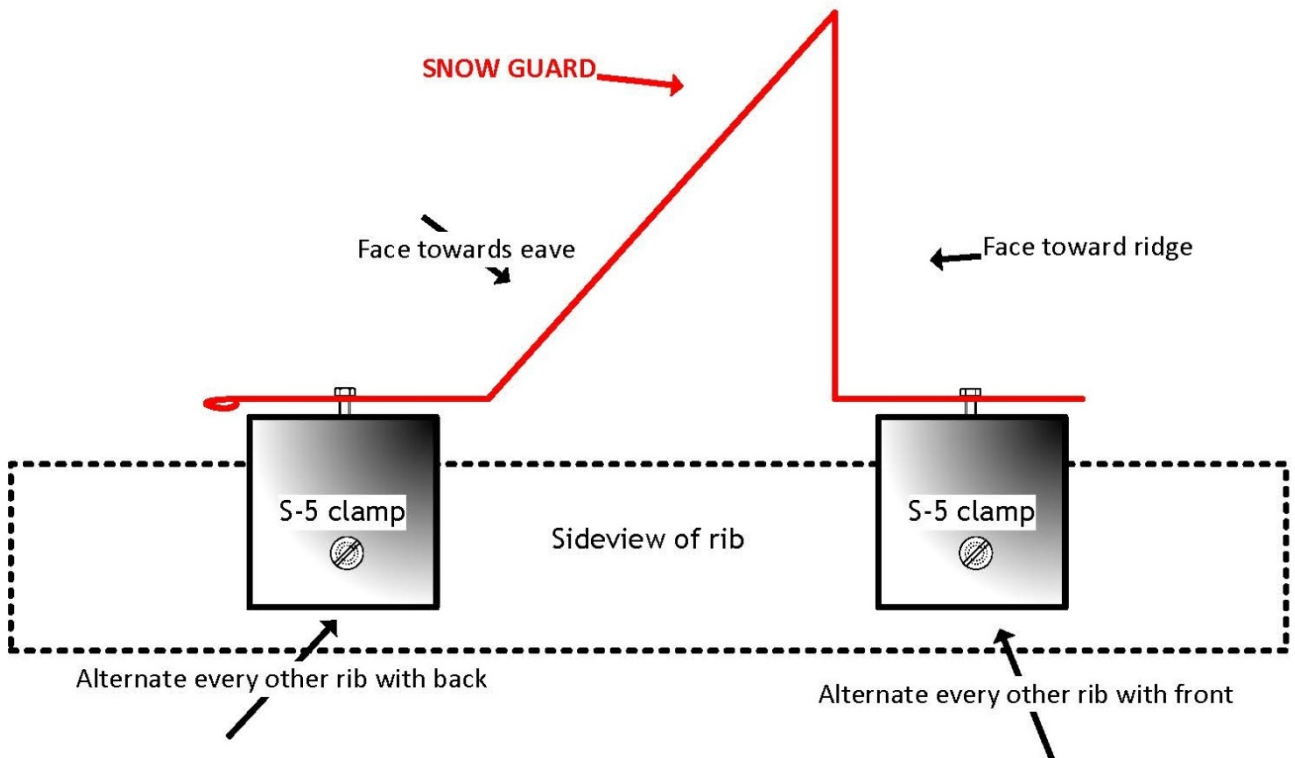 SNOW GUARD
Face towards eave
Face toward ridge
S-5 clamp
Sideview of rib
S-5 clamp
Alternate every other rib with back
Alternate every other rib with front